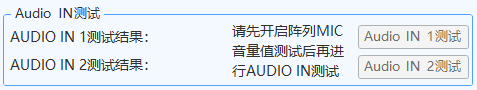 Audio IN测试
AUDIO IN 1测试结果：
AUDIO IN 2测试结果：
请先开启阵列MIC
音量值测试后再进
行AUDIO IN测试
Audio IN 1测试
Audio IN 2测试